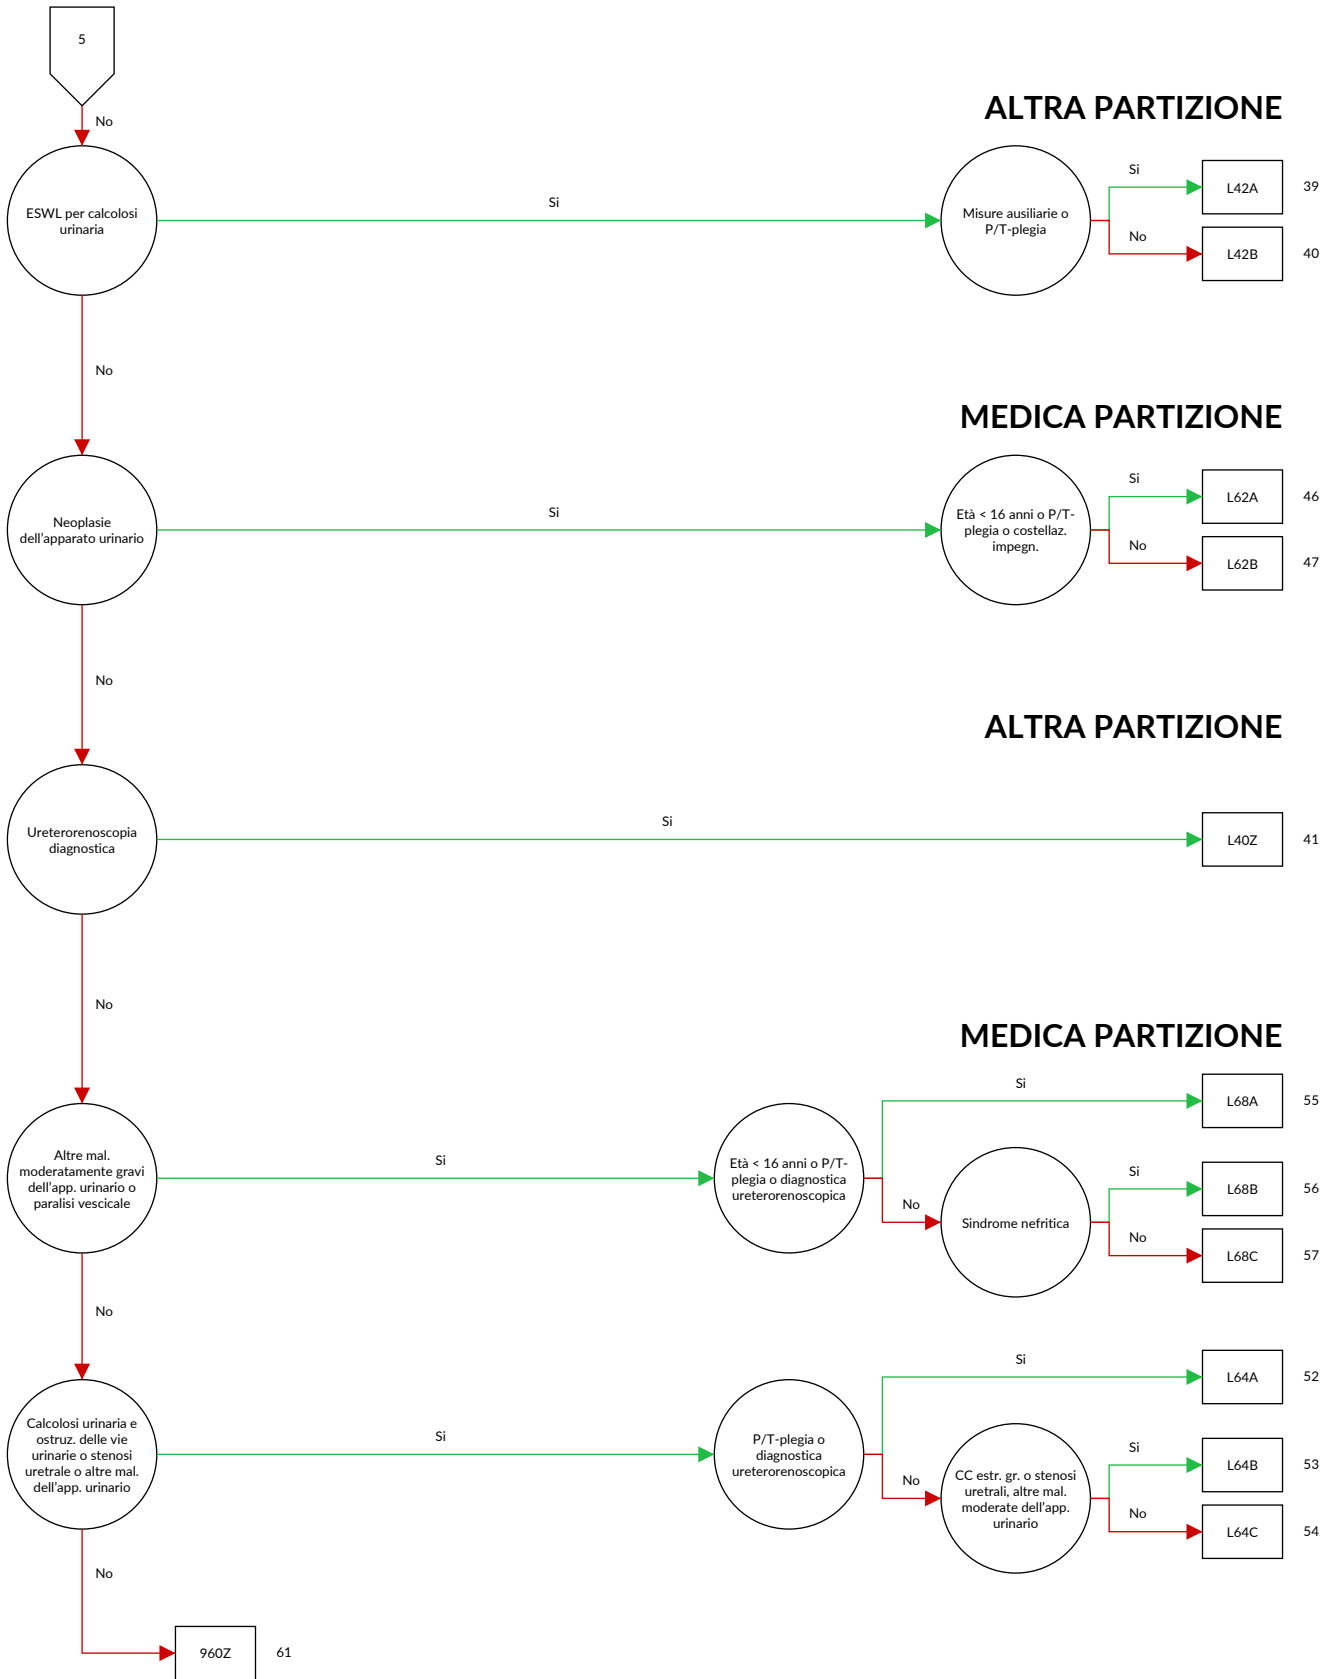 5
No
ALTRA PARTIZIONE
ESWL per calcolosi
urinaria
Si
Misure ausiliarie o
P/T-plegia
Si
L42A
39
No
L42B
40
No
MEDICA PARTIZIONE
Neoplasie
dell'apparato urinario
Si
Età < 16 anni o P/T-
plegia o costellaz.
impegn.
Si
L62A
46
No
L62B
47
No
ALTRA PARTIZIONE
Ureterorenoscopia
diagnostica
Si
L40Z
41
No
MEDICA PARTIZIONE
Altre mal.
moderatamente gravi
dell'app. urinario o
paralisi vescicale
Si
Età < 16 anni o P/T-
plegia o diagnostica
ureterorenoscopica
Si
L68A
55
No
Sindrome nefritica
Si
L68B
56
No
L68C
57
No
Calcolosi urinaria e
ostruz. delle vie
urinarie o stenosi
uretrale o altre mal.
dell'app. urinario
Si
P/T-plegia o
diagnostica
ureterorenoscopica
Si
L64A
52
No
CC estr. gr. o stenosi
uretrali, altre mal.
moderate dell'app.
urinario
Si
L64B
53
No
L64C
54
No
960Z
61